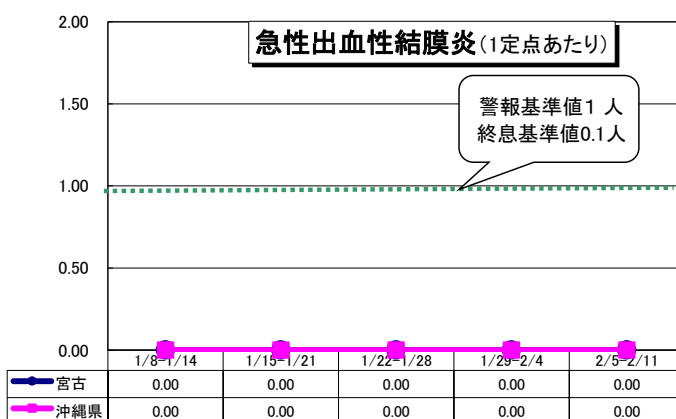 急性出血性結膜炎(1定点あたり)
警報基準値1 人
終息基準値0.1人
2.00
1.50
1.00
0.50
0.00
1/8-1/14 1/15-1/21 1/22-1/28 1/29-2/4 2/5-2/11
宮古 0.00 0.00 0.00 0.00 0.00
沖縄県 0.00 0.00 0.00 0.00 0.00